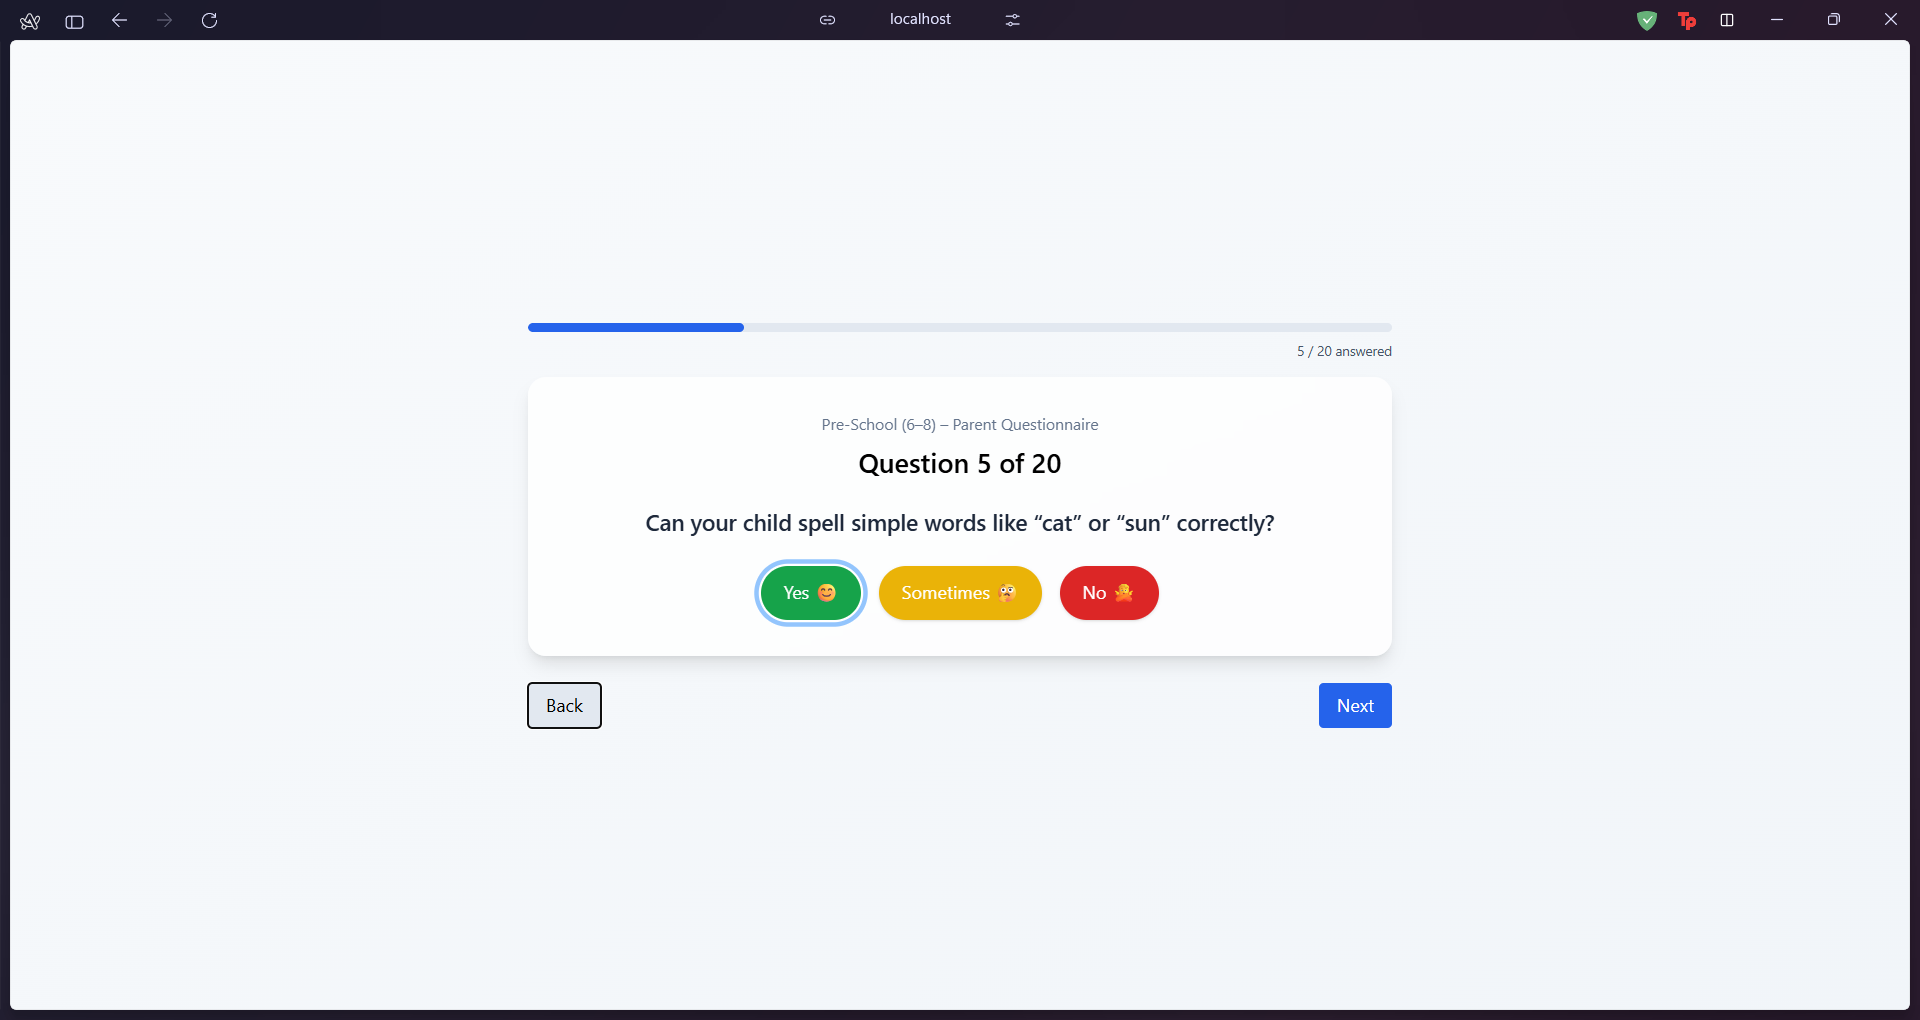 localhost
Tp
5 / 20 answered
Pre-School (6–8) – Parent Questionnaire
Question 5 of 20
Can your child spell simple words like “cat” or “sun” correctly?
Yes 😊
Sometimes 🫣
No 🙅
Back
Next